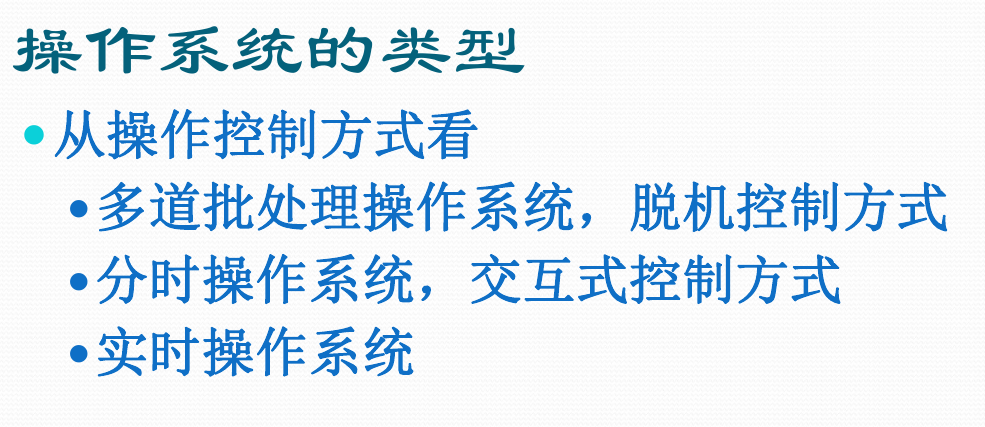 操作系统的类型
•从操作控制方式看
•多道批处理操作系统，脱机控制方式
•分时操作系统，交互式控制方式
•实时操作系统